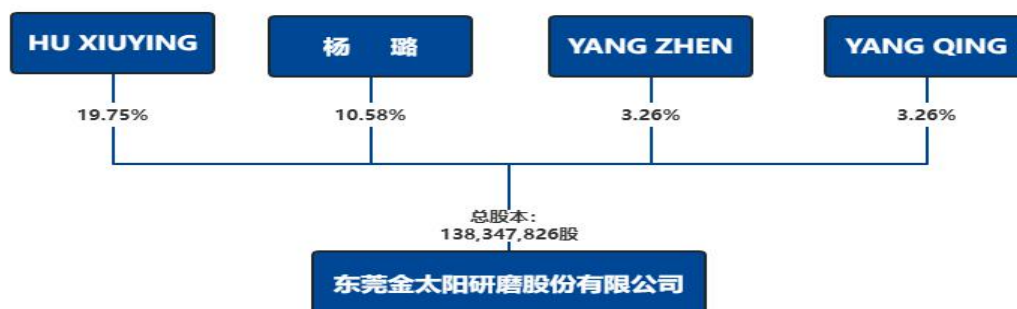 HU XIUYING
杨 璐
YANG ZHEN
YANG QING
19.75%
10.58%
3.26%
3.26%
总股本：
138,347,826股
东莞金太阳研磨股份有限公司